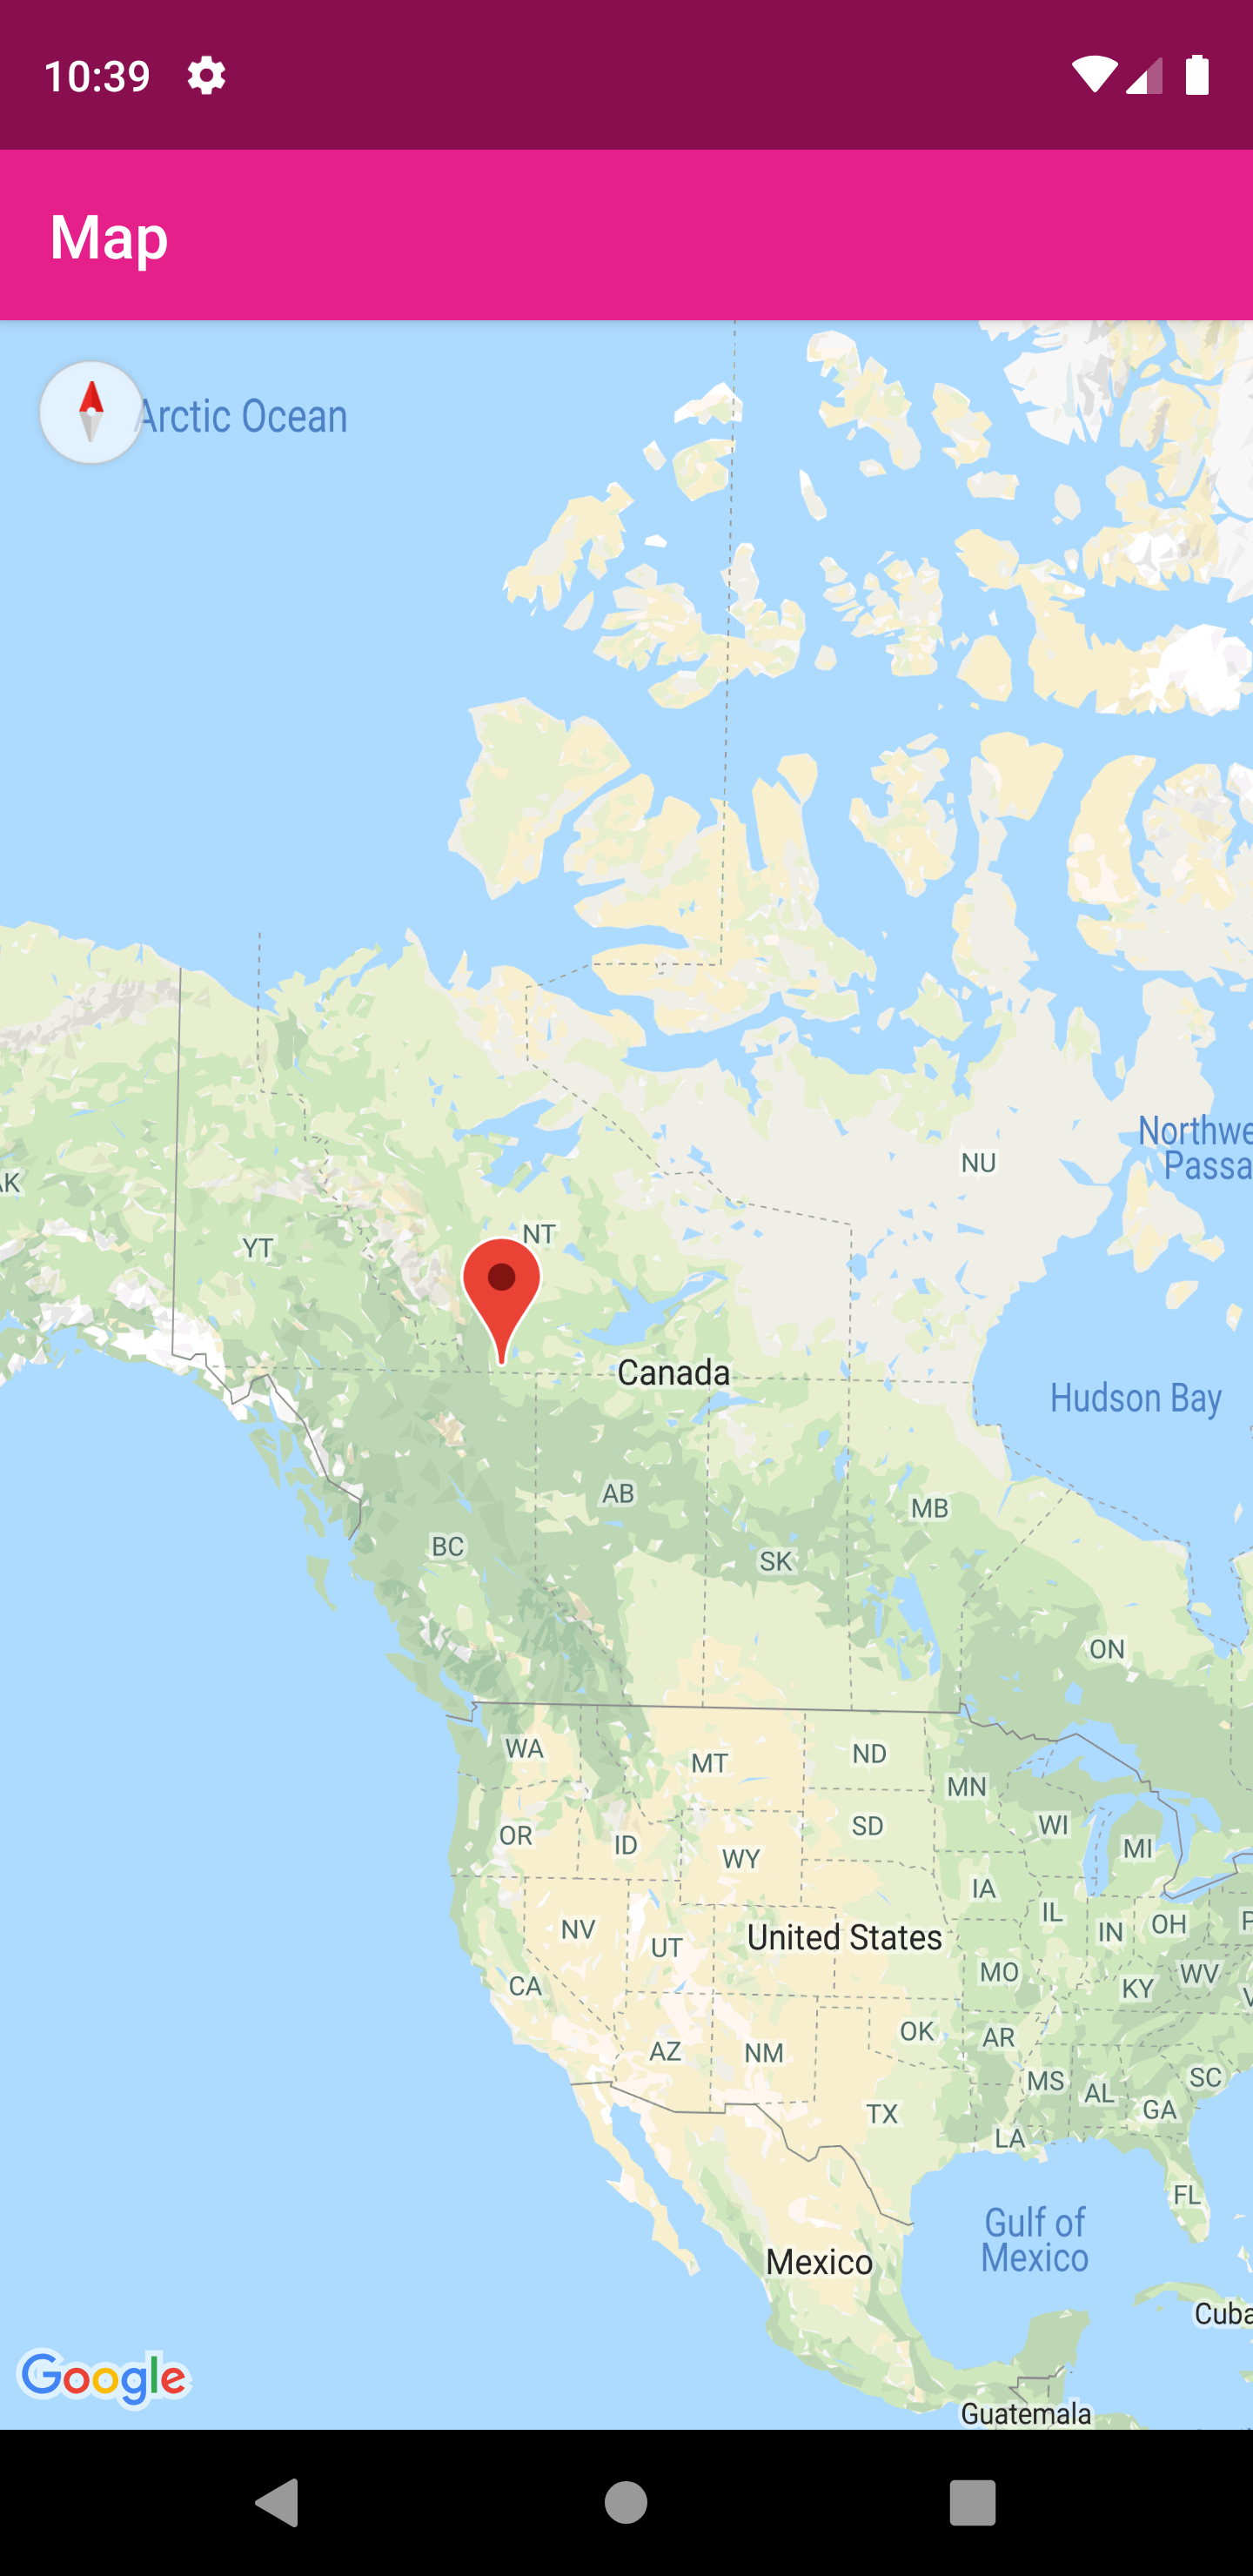 10:39
Map
Arctic Ocean
Northwe
Passa
NU
AK
NT
YT
Canada
Hudson Bay
AB
MB
BC
SK
ON
WA
MT
ND
MN
OR
ID
SD
WI
MI
WY
IA
IL
NV
UT
United States
IN
OH
P
CA
MO
KY
WV
V
AZ
NM
OK
AR
MS
AL
SC
TX
GA
LA
FL
Gulf of
Mexico
Mexico
Cuba
Google
Guatemala